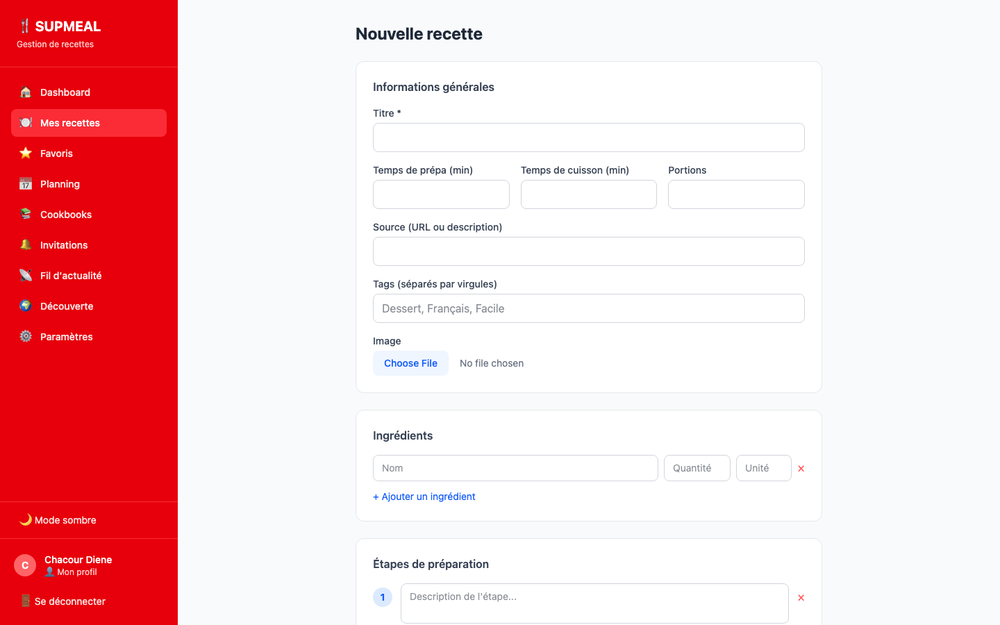 SUPMEAL
Gestion de recettes
Dashboard
Mes recettes
Favoris
Planning
Cookbooks
Invitations
Fil d'actualité
Découverte
Paramètres
Mode sombre
C
Chacour Diene
Mon profil
Se déconnecter
Nouvelle recette
Informations générales
Titre *
Temps de prépa (min) Temps de cuisson (min) Portions
Source (URL ou description)
Tags (séparés par virgules)
Dessert, Français, Facile
Image
Choose File No file chosen
Ingrédients
Nom Quantité Unité ×
+ Ajouter un ingrédient
Étapes de préparation
1 Description de l'étape... ×